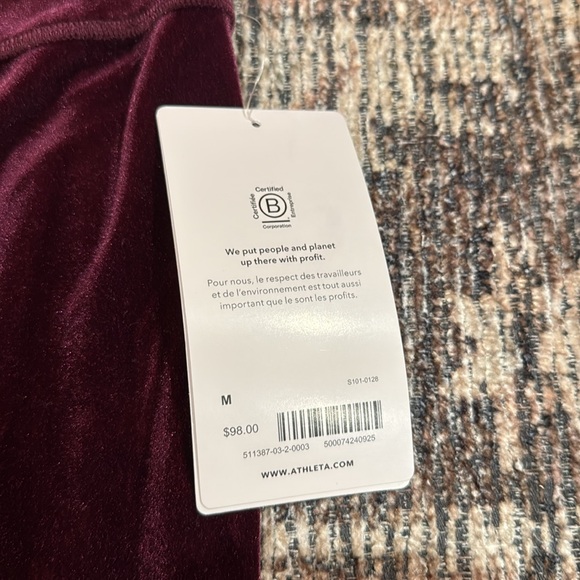 Certified
Certifiée
B
Entreprise
Corporation
We put people and planet
up there with profit.
Pour nous, le respect des travailleurs
et de l'environnement est tout aussi
important que le sont les profits.
S101-0126
M
$98.00
511387-03-2-0003 500074240925
WWW.ATHLETA.COM